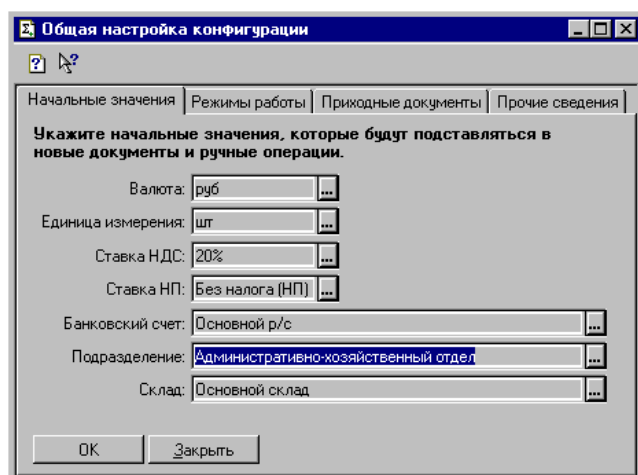 Общая настройка конфигурации
Начальные значения Режимы работы Приходные документы Прочие сведения
Укажите начальные значения, которые будут подставляться в
новые документы и ручные операции.
Валюта: руб ...
Единица измерения: шт ...
Ставка НДС: 20% ...
Ставка НП: Без налога (НП) ...
Банковский счет: Основной р/с ...
Подразделение: Административно-хозяйственный отдел ...
Склад: Основной склад ...
OK Закрыть